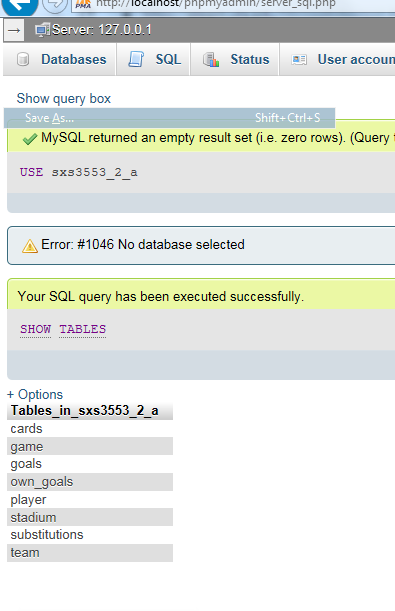 PMA http://localhost/phpmyadmin/server_sql.php
Server: 127.0.0.1
Databases SQL Status User accoun
Show query box
Save As... Shift+Ctrl+S
MySQL returned an empty result set (i.e. zero rows). (Query t
USE sxs3553_2_a
Error: #1046 No database selected
Your SQL query has been executed successfully.
SHOW TABLES
+ Options
Tables_in_sxs3553_2_a
cards
game
goals
own_goals
player
stadium
substitutions
team